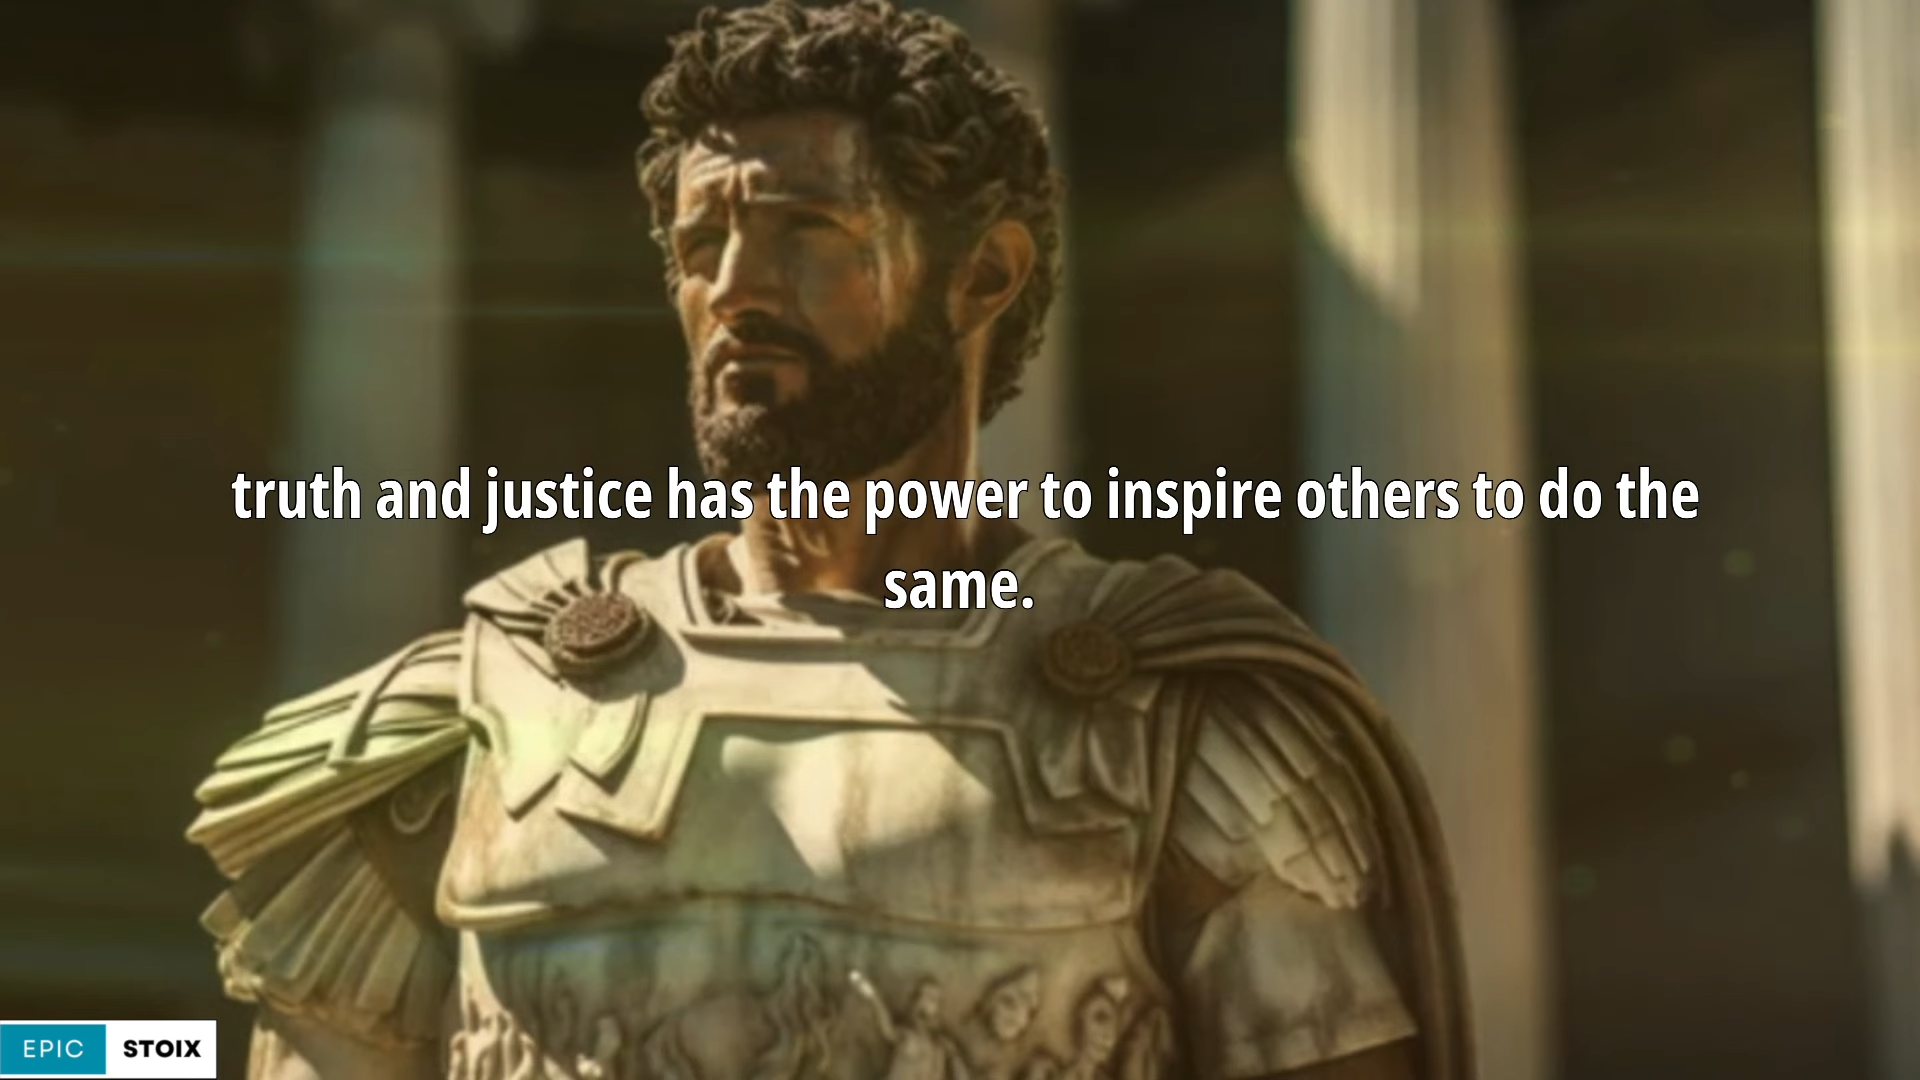 truth and justice has the power to inspire others to do the
same.
EPIC STOIX